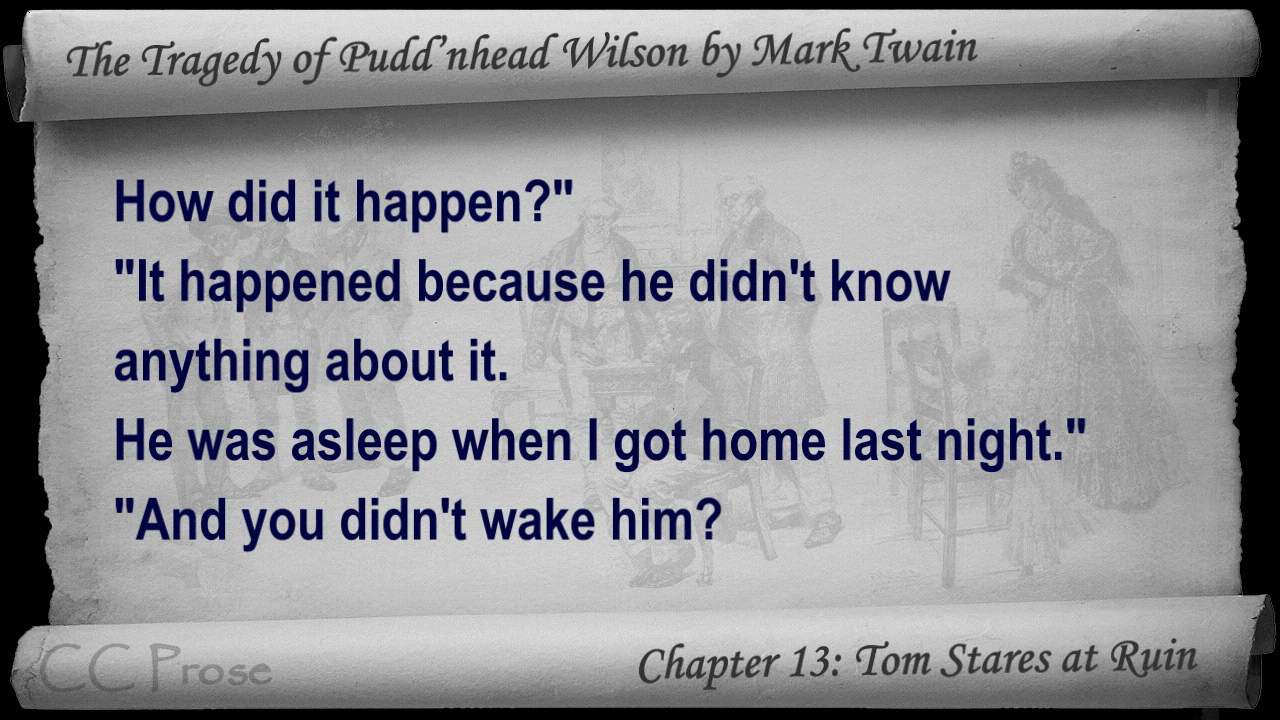 The Tragedy of Pudd'nhead Wilson by Mark Twain
How did it happen?"
"It happened because he didn't know
anything about it.
He was asleep when I got home last night."
"And you didn't wake him?
CC Prose
Chapter 13: Tom Stares at Ruin